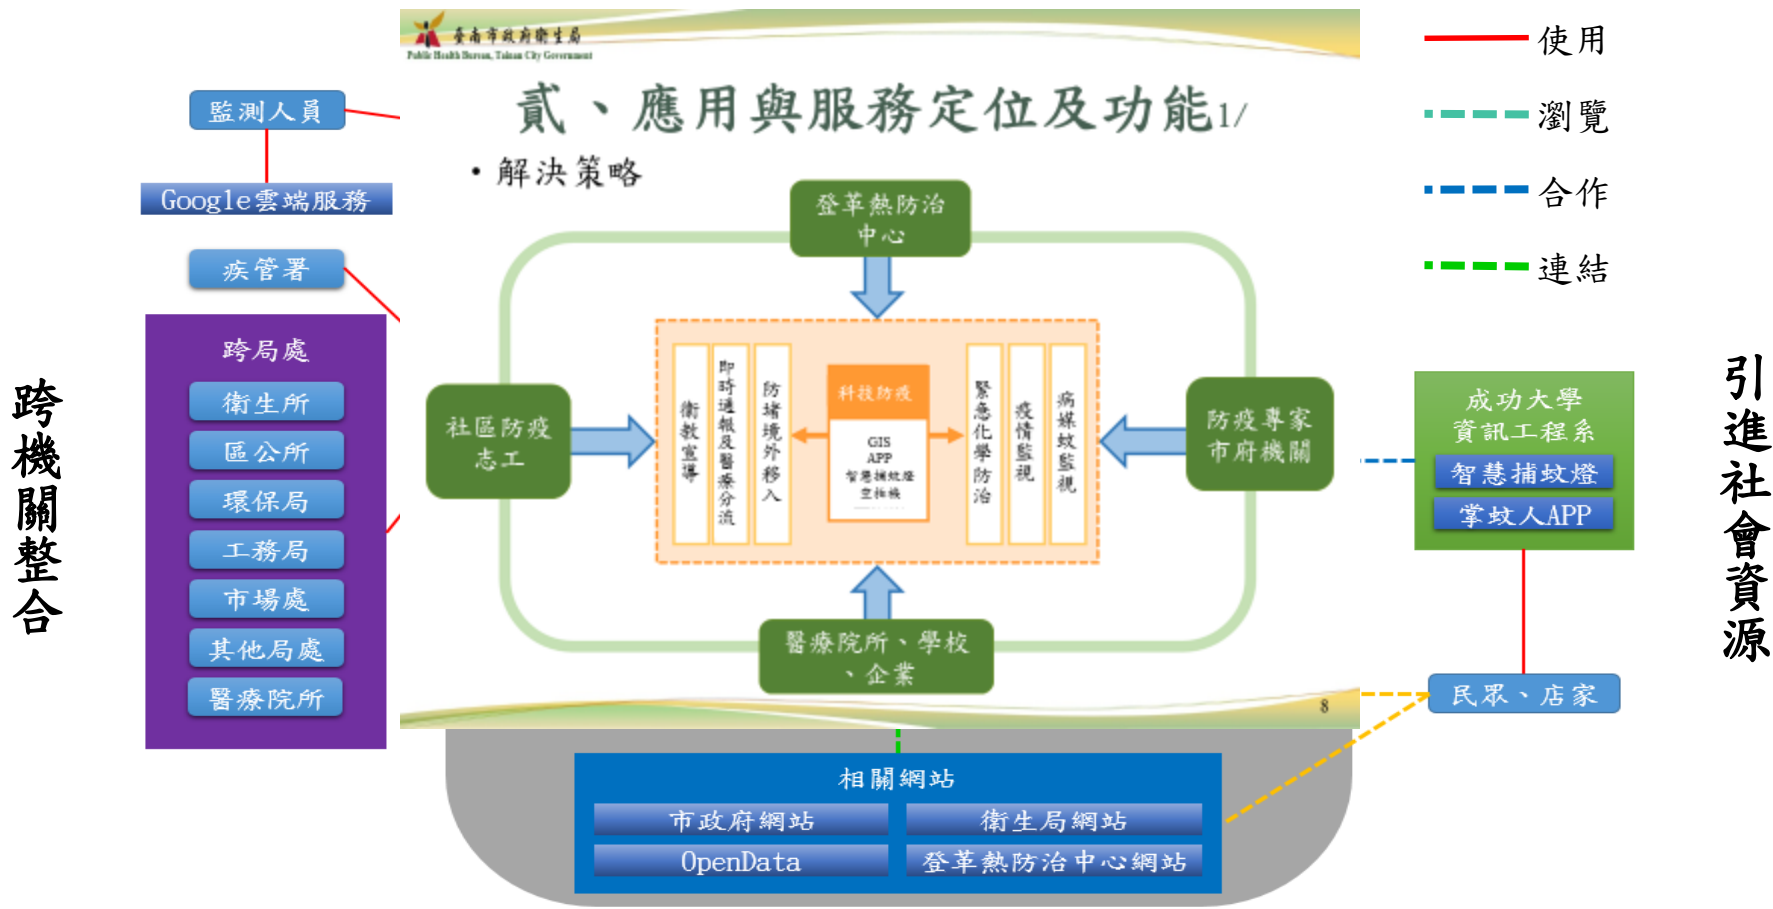 臺南市政府衛生局
Public Health Bureau, Tainan City Government
貳、應用與服務定位及功能1/
• 解決策略
使用
瀏覽
合作
連結
監測人員
Google雲端服務
疾管署
跨局處
衛生所
區公所
環保局
工務局
市場處
其他局處
醫療院所
跨機關整合
登革熱防治
中心
社區防疫
志工
衛教宣導
即時通報及醫療分流
防堵境外移入
科技防疫
GIS
APP
智慧捕蚊燈
空拍機
緊急化學防治
疫情監視
病媒蚊監視
防疫專家
市府機關
醫療院所、學校
、企業
8
成功大學
資訊工程系
智慧捕蚊燈
掌蚊人APP
民眾、店家
引進社會資源
相關網站
市政府網站
衛生局網站
OpenData
登革熱防治中心網站